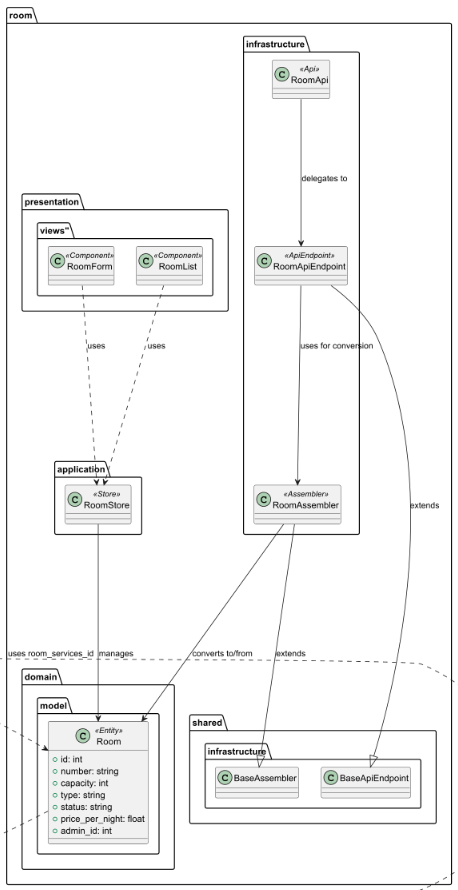 room
infrastructure
C «Api»
RoomApi
delegates to
presentation
views"
C «Component»
RoomForm
C «Component»
RoomList
C «ApiEndpoint»
RoomApiEndpoint
uses
uses
uses for conversion
application
C «Store»
RoomStore
C «Assembler»
RoomAssembler
extends
uses room_services_id
manages
converts to/from
extends
domain
model
C «Entity»
Room
id: int
number: string
capacity: int
type: string
status: string
price_per_night: float
admin_id: int
shared
infrastructure
C BaseAssembler
C BaseApiEndpoint